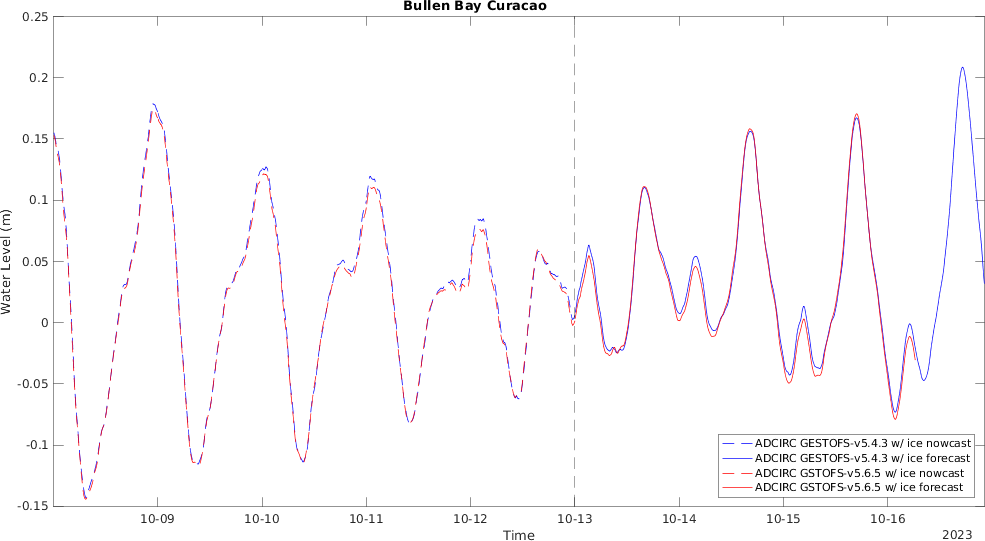 Bullen Bay Curacao
0.25
0.2
0.15
0.1
0.05
0
-0.05
-0.1
-0.15
Water Level (m)
ADCIRC GESTOFS-v5.4.3 w/ ice nowcast
ADCIRC GESTOFS-v5.4.3 w/ ice forecast
ADCIRC GSTOFS-v5.6.5 w/ ice nowcast
ADCIRC GSTOFS-v5.6.5 w/ ice forecast
10-09 10-10 10-11 10-12 10-13 10-14 10-15 10-16
Time
2023